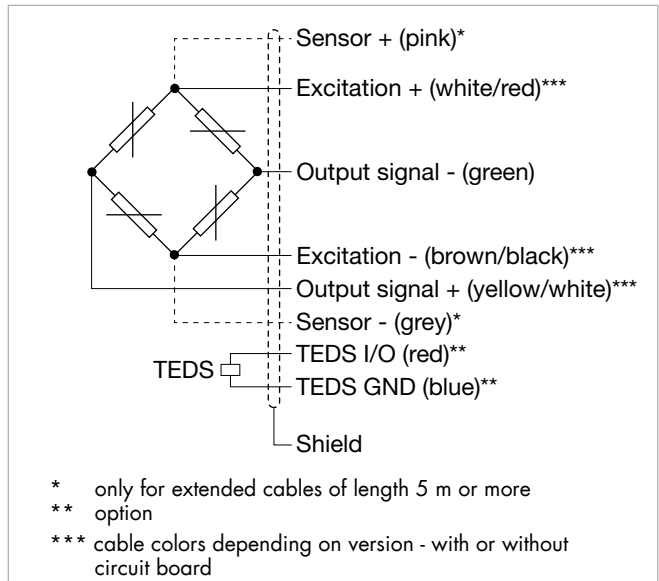 Sensor + (pink)*
Excitation + (white/red)***
Output signal - (green)
Excitation - (brown/black)***
Output signal + (yellow/white)***
Sensor - (grey)*
TEDS I/O (red)**
TEDS
TEDS GND (blue)**
Shield
* only for extended cables of length 5 m or more
** option
*** cable colors depending on version - with or without
circuit board